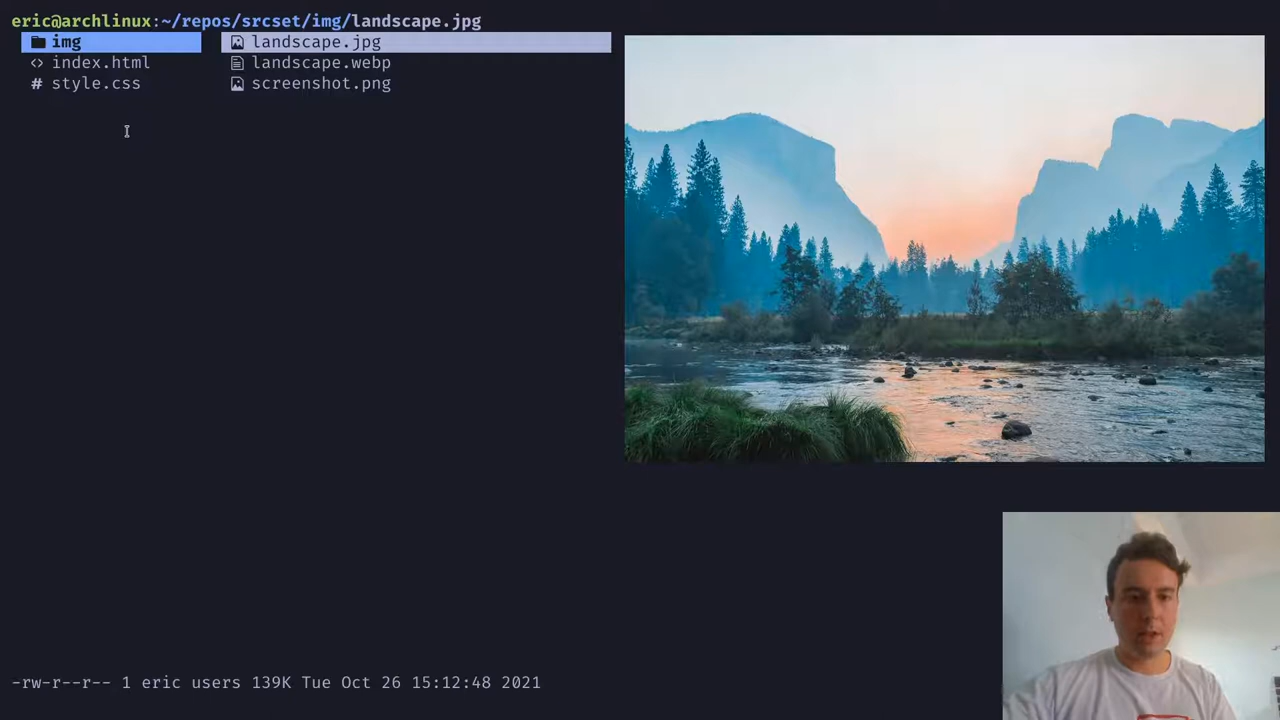 eric@archlinux:~/repos/srcset/img/landscape.jpg
img
index.html
# style.css
landscape.jpg
landscape.webp
screenshot.png
-rw-r--r-- 1 eric users 139K Tue Oct 26 15:12:48 2021